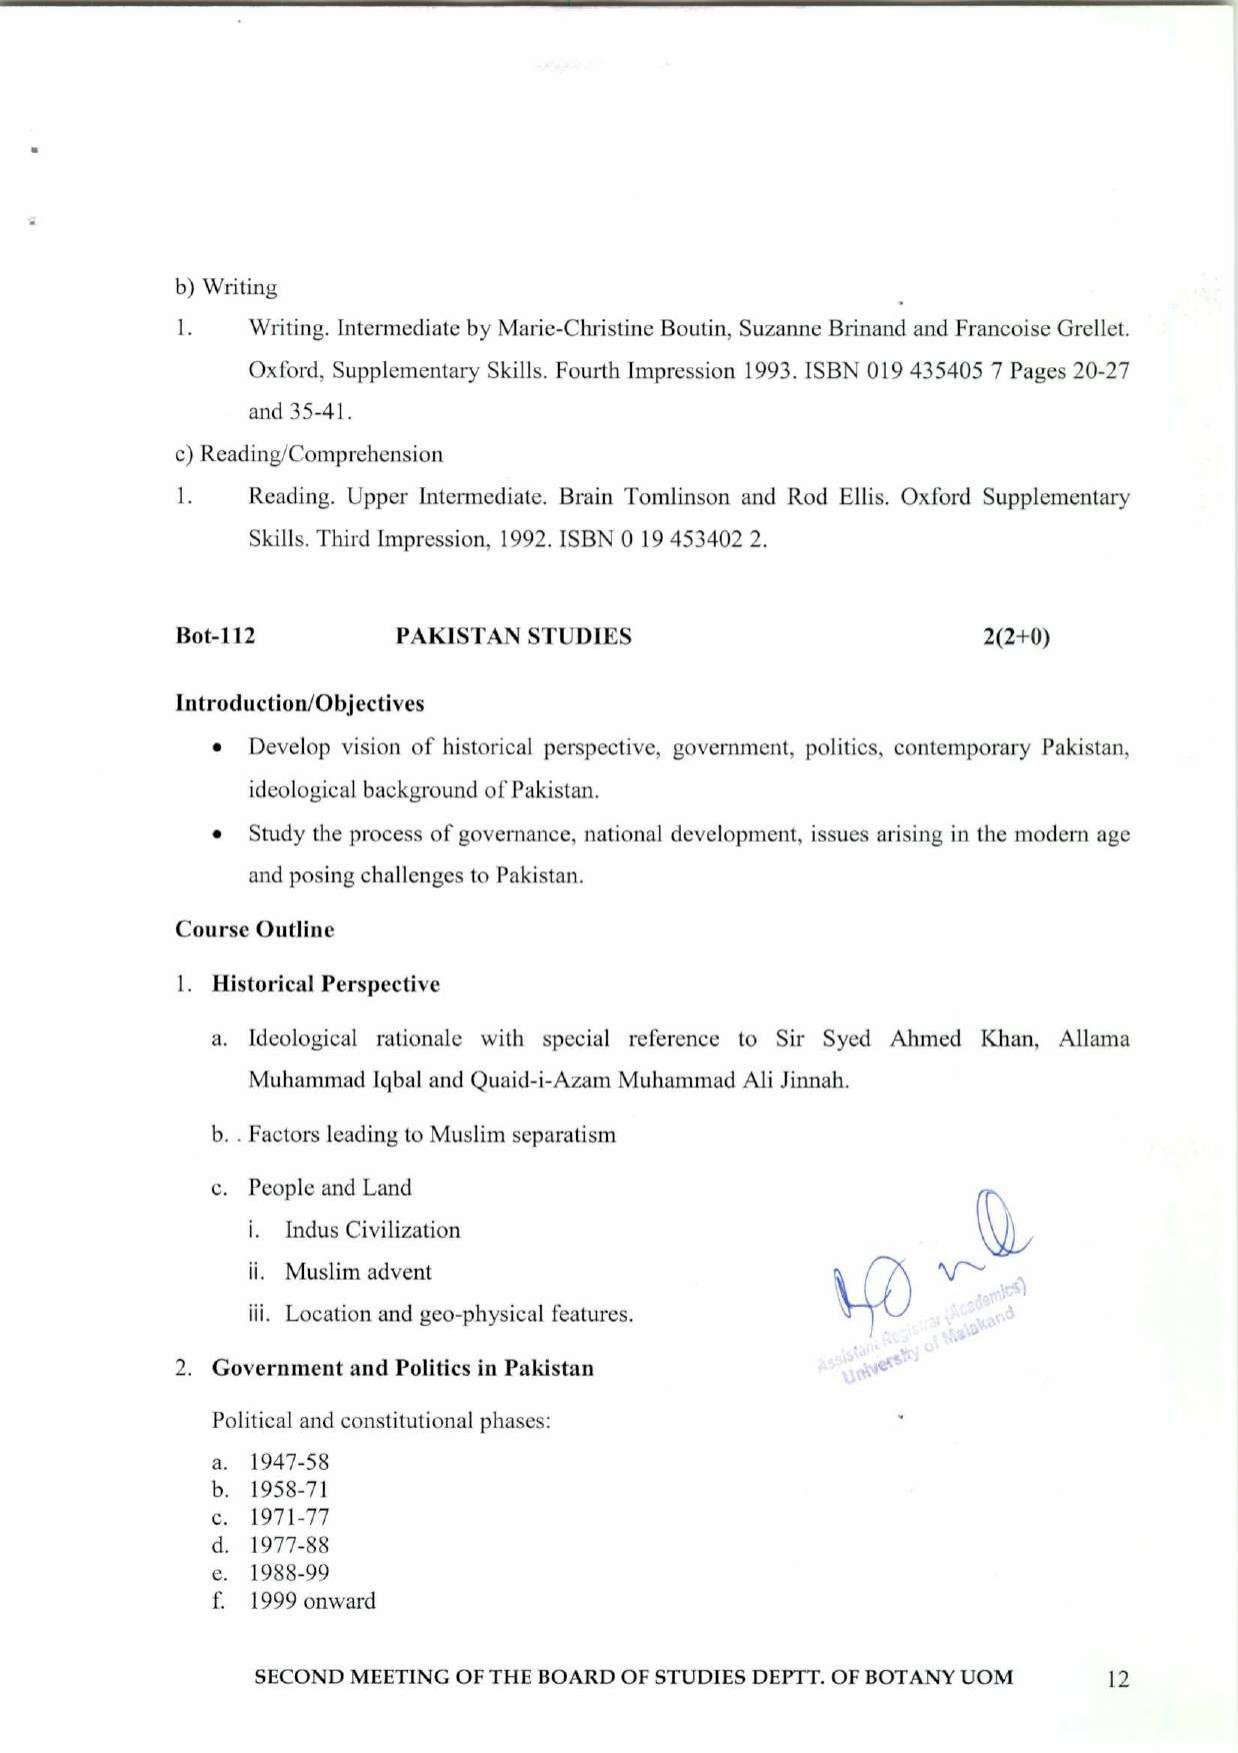 b) Writing
1. Writing. Intermediate by Marie-Christine Boutin, Suzanne Brinand and Francoise Grellet.
Oxford, Supplementary Skills. Fourth Impression 1993. ISBN 019 435405 7 Pages 20-27
and 35-41.
c) Reading/Comprehension
1. Reading. Upper Intermediate. Brain Tomlinson and Rod Ellis. Oxford Supplementary
Skills. Third Impression, 1992. ISBN 0 19 453402 2.
Bot-112 PAKISTAN STUDIES 2(2+0)
Introduction/Objectives
• Develop vision of historical perspective, government, politics, contemporary Pakistan,
ideological background of Pakistan.
• Study the process of governance, national development, issues arising in the modern age
and posing challenges to Pakistan.
Course Outline
1. Historical Perspective
a. Ideological rationale with special reference to Sir Syed Ahmed Khan, Allama
Muhammad Iqbal and Quaid-i-Azam Muhammad Ali Jinnah.
b. . Factors leading to Muslim separatism
c. People and Land
i. Indus Civilization
ii. Muslim advent
iii. Location and geo-physical features.
Assistant Registrar (Academics)
University of Malakand
2. Government and Politics in Pakistan
Political and constitutional phases:
a. 1947-58
b. 1958-71
c. 1971-77
d. 1977-88
e. 1988-99
f. 1999 onward
SECOND MEETING OF THE BOARD OF STUDIES DEPTT. OF BOTANY UOM 12